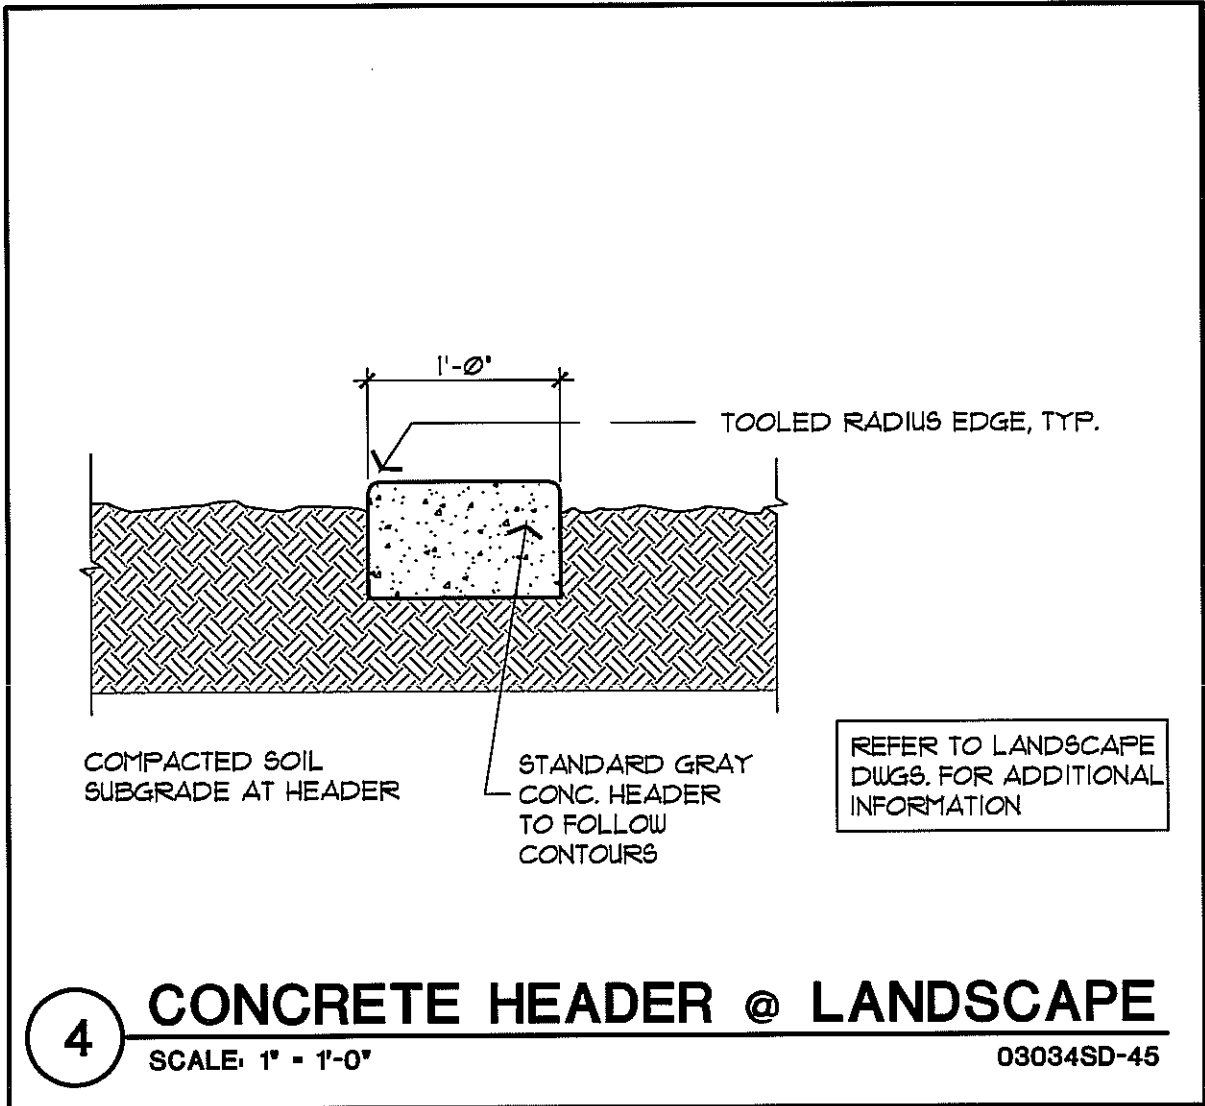 1'-0"
TOOLED RADIUS EDGE, TYP.
COMPACTED SOIL
SUBGRADE AT HEADER
STANDARD GRAY
CONC. HEADER
TO FOLLOW
CONTOURS
REFER TO LANDSCAPE
DWGS. FOR ADDITIONAL
INFORMATION
4
CONCRETE HEADER @ LANDSCAPE
SCALE: 1" = 1'-0"
03034SD-45